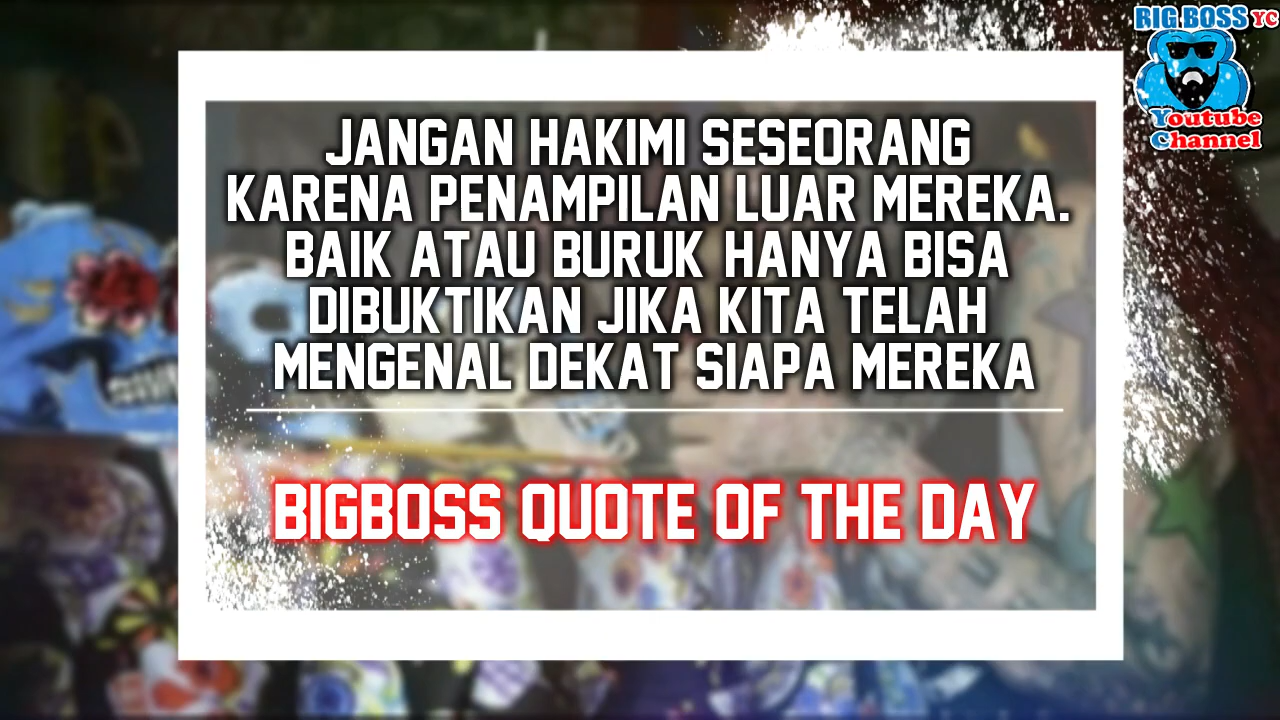 BIG BOSS YC
Youtube
Channel
JANGAN HAKIMI SESEORANG
KARENA PENAMPILAN LUAR MEREKA.
BAIK ATAU BURUK HANYA BISA
DIBUKTIKAN JIKA KITA TELAH
MENGENAL DEKAT SIAPA MEREKA
BIGBOSS QUOTE OF THE DAY